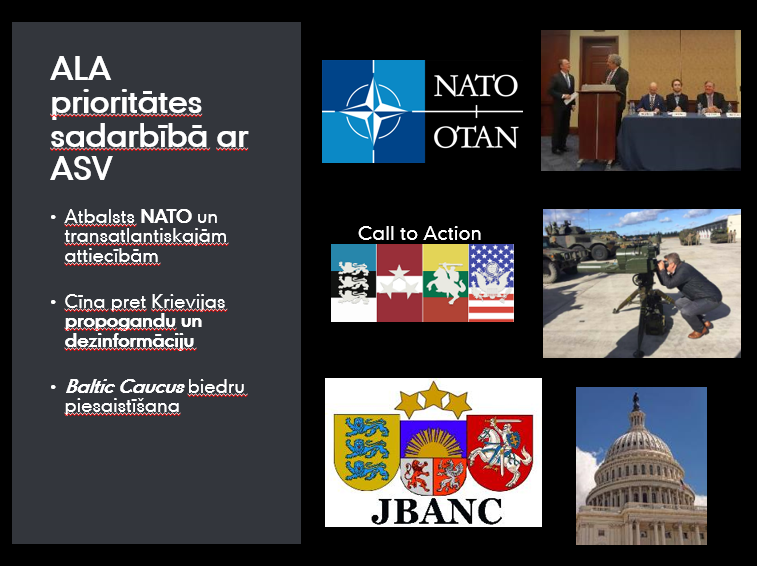 ALA
prioritātes
sadarbībā ar
ASV
• Atbalsts NATO un
transatlantiskajām
attiecībām
• Cīņa pret Krievijas
propogandu un
dezinformāciju
• Baltic Caucus biedru
piesaistīšana
NATO
OTAN
Call to Action
JBANC